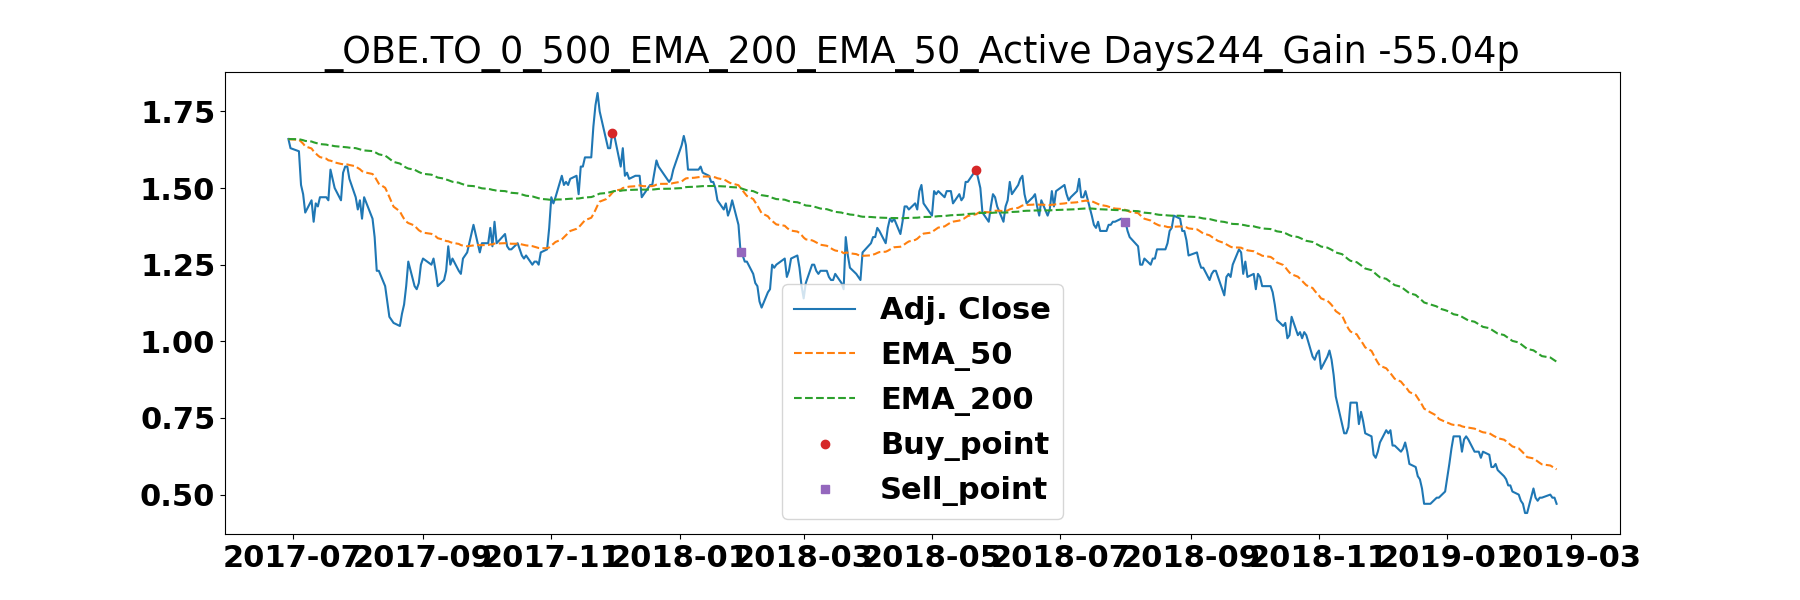 _OBE.TO_0_500_EMA_200_EMA_50_Active Days244_Gain -55.04p
1.75
1.50
1.25
1.00
0.75
0.50
Adj. Close
EMA_50
EMA_200
Buy_point
Sell_point
2017-07 2017-09 2017-11 2018-01 2018-03 2018-05 2018-07 2018-09 2018-11 2019-01 2019-03